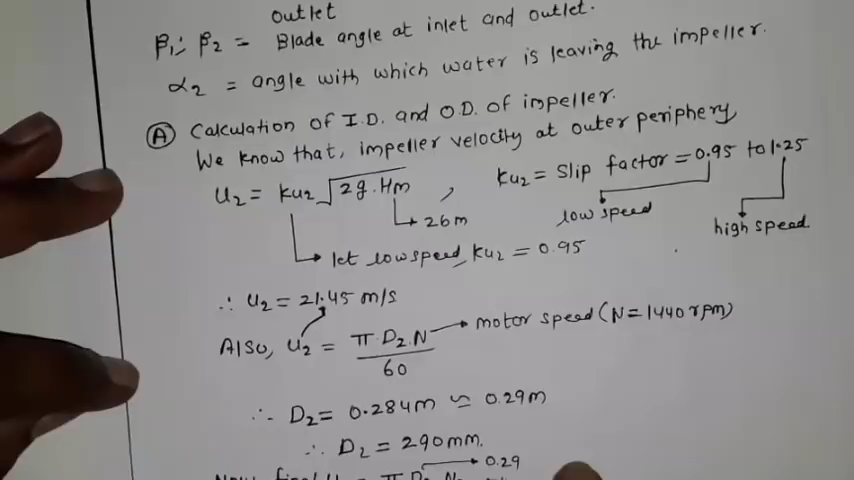 outlet
β1, β2 = Blade angle at inlet and outlet.
α2 = angle with which water is leaving the impeller.
(A) Calculation of I.D. and O.D. of impeller.
We know that, impeller velocity at outer periphery
U2 = Ku2 √2g.Hm , Ku2 = Slip factor = 0.95 to 1.25
26m low speed high speed
let low speed, Ku2 = 0.95
∴ U2 = 21.45 m/s
Also, U2 = π.D2.N / 60 → motor speed (N = 1440 rpm)
∴ D2 = 0.284m ≃ 0.29m
∴ D2 = 290mm.
0.29